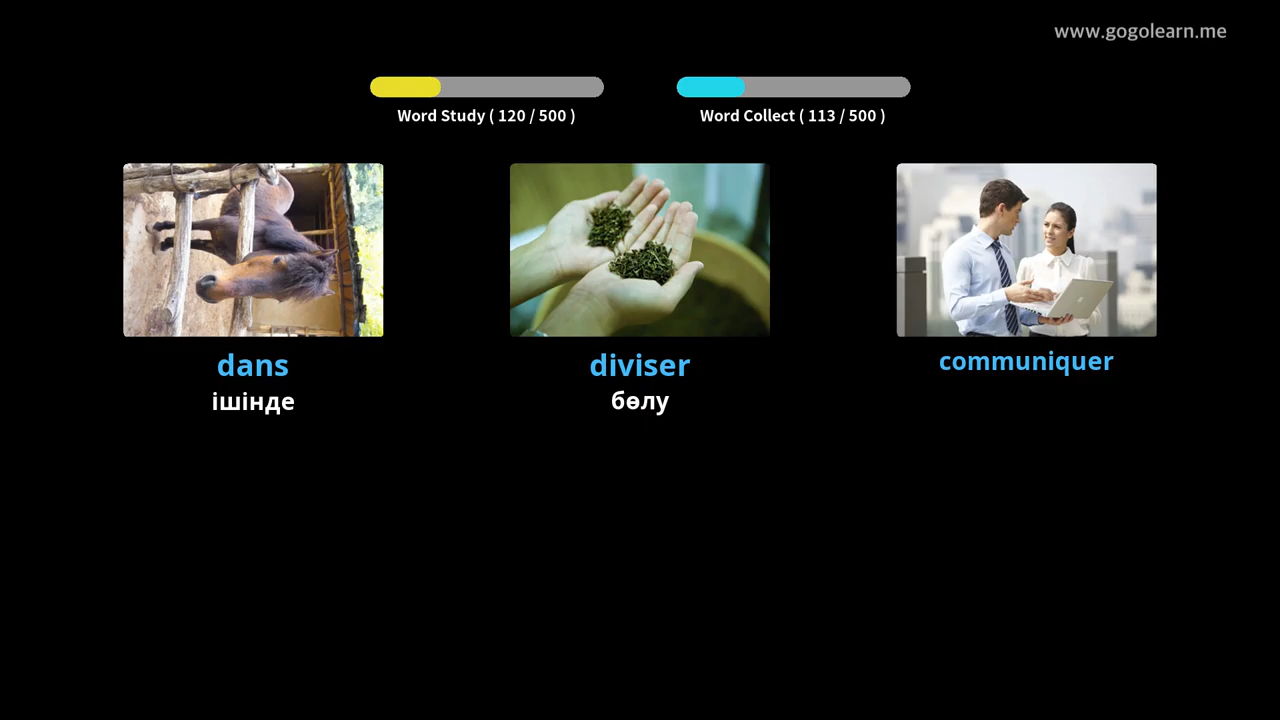 www.gogolearn.me
Word Study ( 120 / 500 )
Word Collect ( 113 / 500 )
dans
ішінде
diviser
бөлу
communiquer